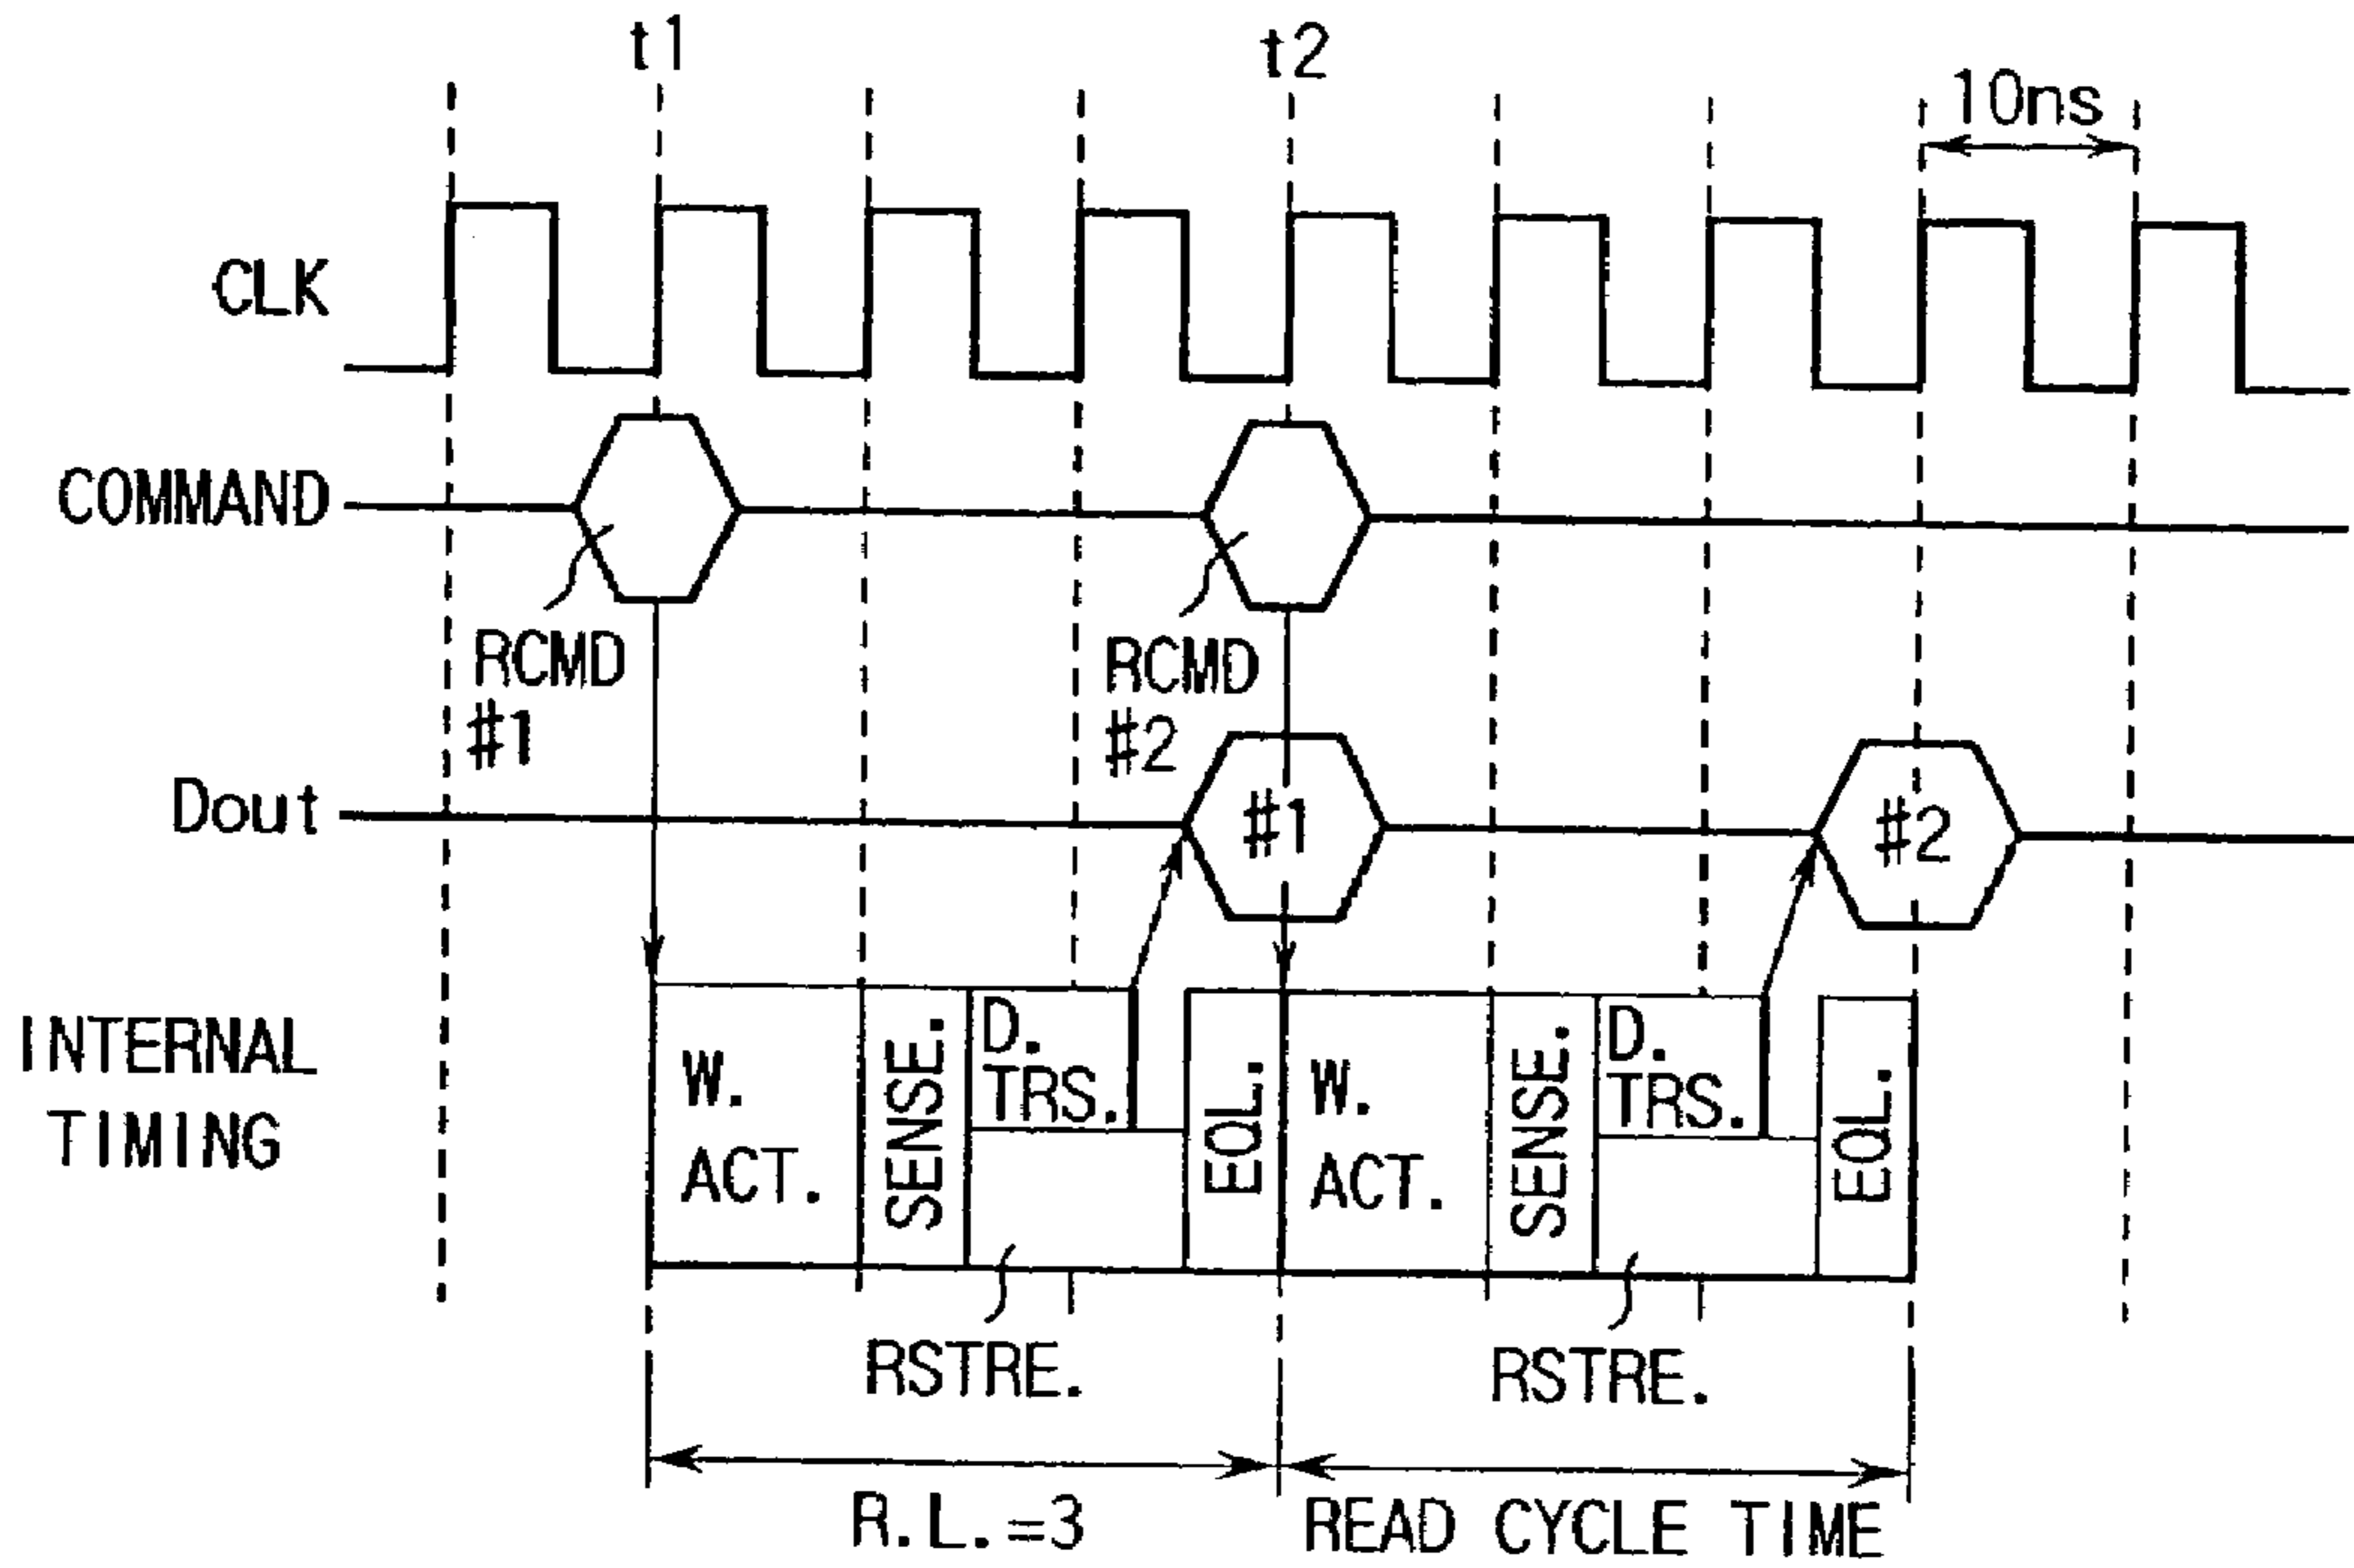 t1
t2
10ns
CLK
COMMAND
RCMD
#1
RCMD
#2
Dout
#1
#2
INTERNAL
TIMING
W.
ACT.
SENSE.
D.
TRS.
EQL.
W.
ACT.
SENSE.
D.
TRS.
EQL.
RSTRE.
RSTRE.
R.L.=3
READ CYCLE TIME